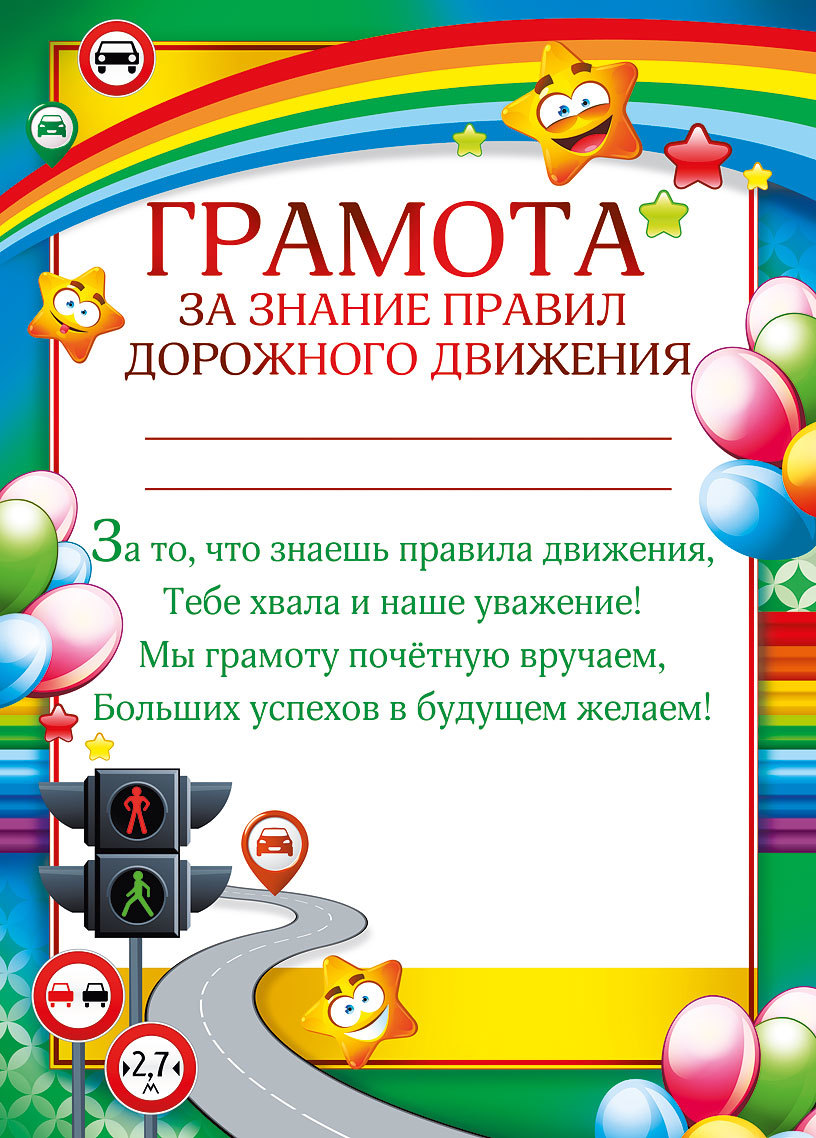 ГРАМОТА
ЗА ЗНАНИЕ ПРАВИЛ
ДОРОЖНОГО ДВИЖЕНИЯ
За то, что знаешь правила движения,
Тебе хвала и наше уважение!
Мы грамоту почётную вручаем,
Больших успехов в будущем желаем!
2,7
м